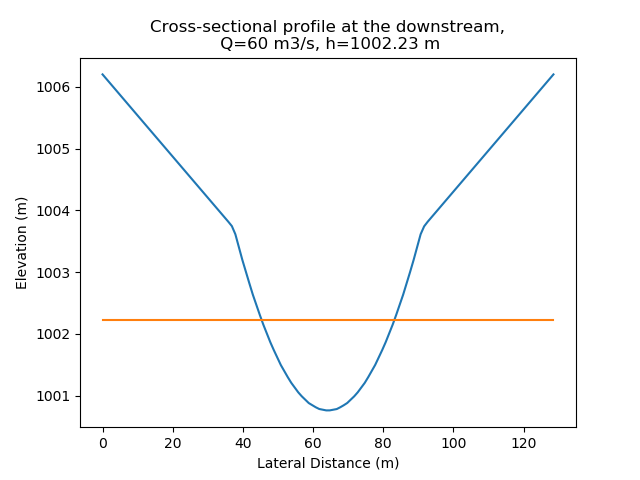 Cross-sectional profile at the downstream,
Q=60 m3/s, h=1002.23 m
1006
1005
1004
1003
1002
1001
Elevation (m)
0 20 40 60 80 100 120
Lateral Distance (m)